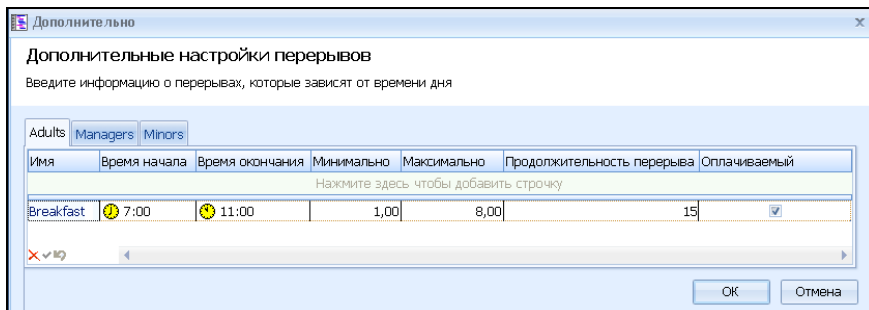 Дополнительно
Дополнительные настройки перерывов
Введите информацию о перерывах, которые зависят от времени дня
Adults Managers Minors
Имя Время начала Время окончания Минимально Максимально Продолжительность перерыва Оплачиваемый
Нажмите здесь чтобы добавить строчку
Breakfast 7:00 11:00 1,00 8,00 15
ОК Отмена